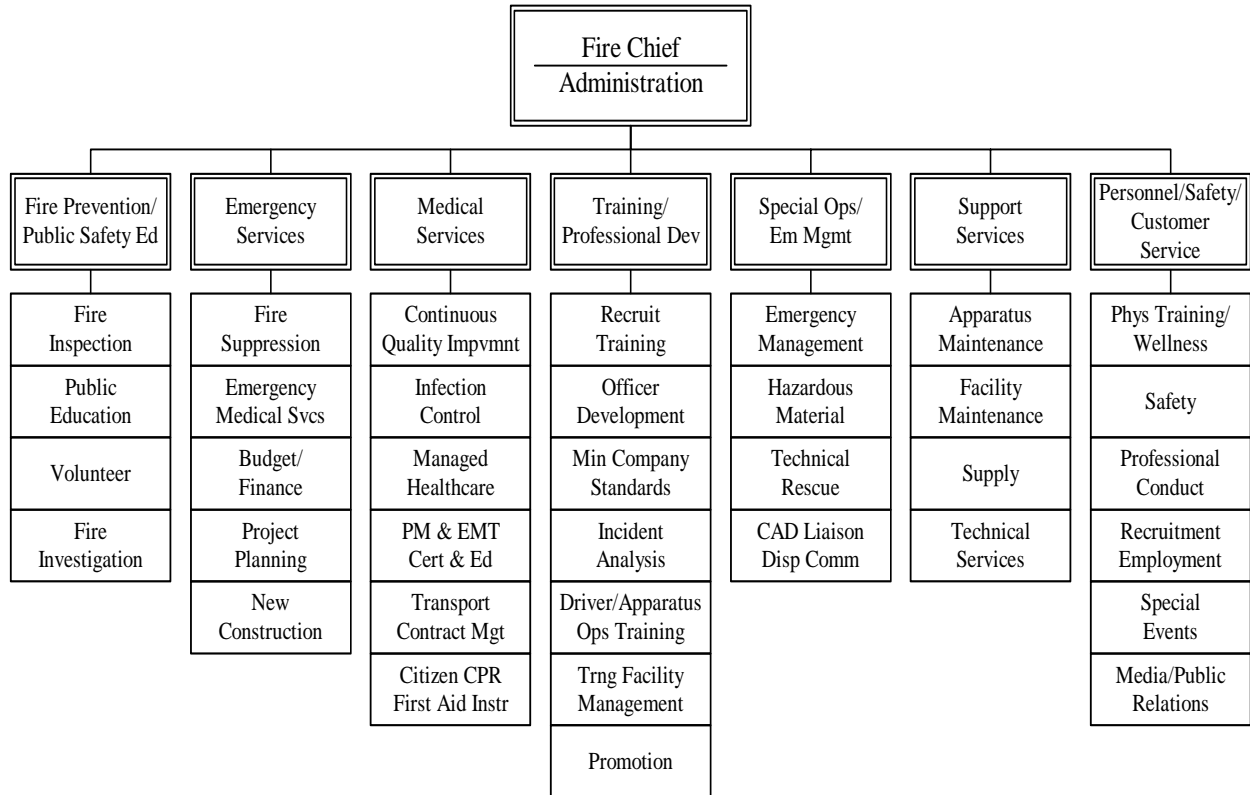 Fire Chief
Administration
Fire Prevention/
Public Safety Ed
Emergency
Services
Medical
Services
Training/
Professional Dev
Special Ops/
Em Mgmt
Support
Services
Personnel/Safety/
Customer
Service
Fire
Inspection
Public
Education
Volunteer
Fire
Investigation
Fire
Suppression
Emergency
Medical Svcs
Budget/
Finance
Project
Planning
New
Construction
Continuous
Quality Impvmnt
Infection
Control
Managed
Healthcare
PM & EMT
Cert & Ed
Transport
Contract Mgt
Citizen CPR
First Aid Instr
Recruit
Training
Officer
Development
Min Company
Standards
Incident
Analysis
Driver/Apparatus
Ops Training
Trng Facility
Management
Promotion
Emergency
Management
Hazardous
Material
Technical
Rescue
CAD Liaison
Disp Comm
Apparatus
Maintenance
Facility
Maintenance
Supply
Technical
Services
Phys Training/
Wellness
Safety
Professional
Conduct
Recruitment
Employment
Special
Events
Media/Public
Relations